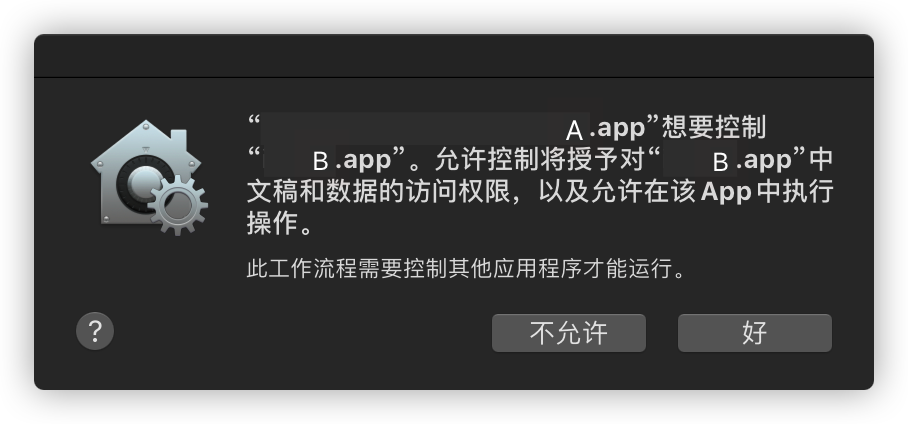 “ A .app”想要控制
“ B .app”。允许控制将授予对“ B .app”中
文稿和数据的访问权限，以及允许在该 App 中执行
操作。
此工作流程需要控制其他应用程序才能运行。
? 不允许 好